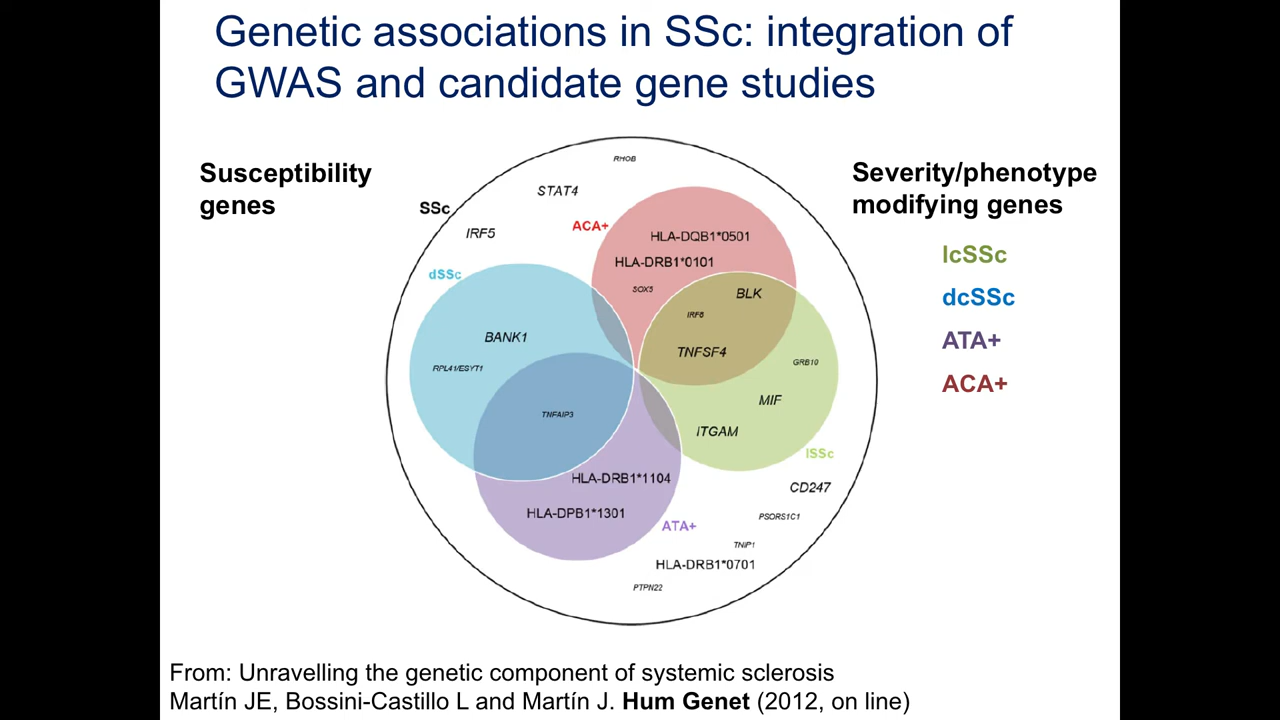 Genetic associations in SSc: integration of
GWAS and candidate gene studies
Susceptibility
genes
Severity/phenotype
modifying genes
lcSSc
dcSSc
ATA+
ACA+
RHOB
STAT4
SSc
IRF5
ACA+
HLA-DQB1*0501
HLA-DRB1*0101
SOX5
BLK
IRF8
TNFSF4
dSSc
BANK1
RPL41/ESYT1
TNFAIP3
GRB10
MIF
ITGAM
lSSc
HLA-DRB1*1104
HLA-DPB1*1301
ATA+
CD247
PSORS1C1
TNIP1
HLA-DRB1*0701
PTPN22
From: Unravelling the genetic component of systemic sclerosis
Martín JE, Bossini-Castillo L and Martín J. Hum Genet (2012, on line)